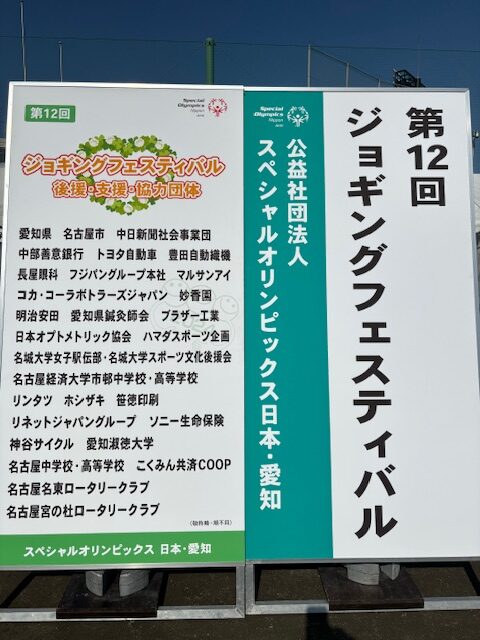 第12回
Special
Olympics
Nippon
ジョギングフェスティバル
後援・支援・協力団体
愛知県 名古屋市 中日新聞社会事業団
中部善意銀行 トヨタ自動車 豊田自動織機
長屋眼科 フジパングループ本社 マルサンアイ
コカ・コーラボトラーズジャパン 妙香園
明治安田 愛知県鍼灸師会 ブラザー工業
日本オプトメトリック協会 ハマダスポーツ企画
名城大学女子駅伝部・名城大学スポーツ文化後援会
名古屋経済大学市邨中学校・高等学校
リンタツ ホシザキ 笹徳印刷
リネットジャパングループ ソニー生命保険
神谷サイクル 愛知淑徳大学
名古屋中学校・高等学校 こくみん共済COOP
名古屋名東ロータリークラブ
名古屋宮の杜ロータリークラブ
(敬称略・順不同)
スペシャルオリンピックス 日本・愛知
第12回
ジョギングフェスティバル
Special
Olympics
Nippon
公益社団法人
スペシャルオリンピックス日本・愛知